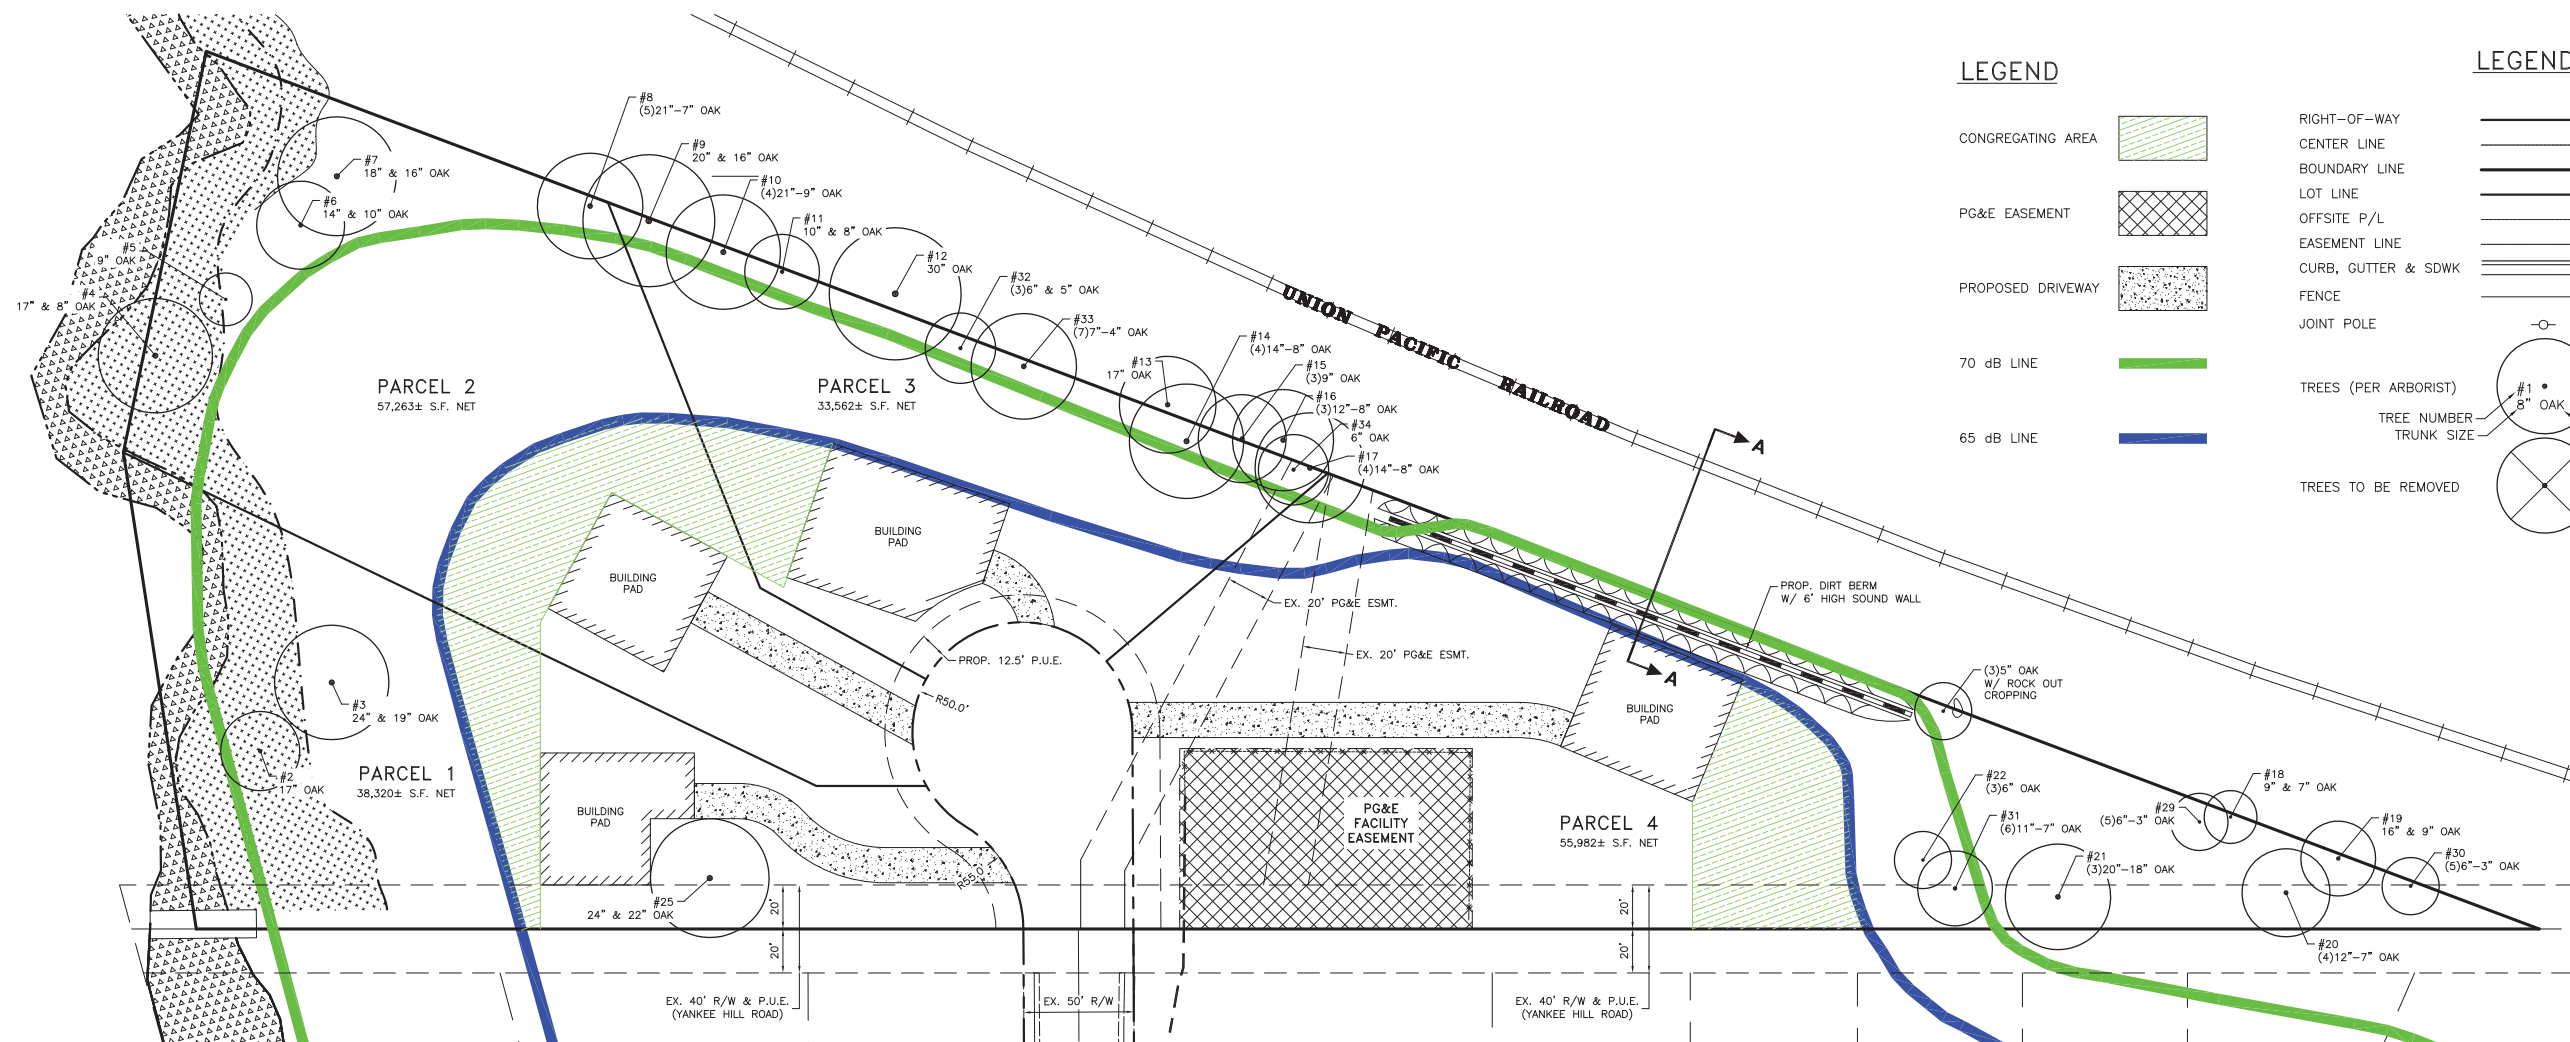 #8
(5)21"-7" OAK
#9
20" & 16" OAK
#10
(4)21"-9" OAK
#11
10" & 8" OAK
#12
30" OAK
#32
(3)6" & 5" OAK
#33
(7)7"-4" OAK
#7
18" & 16" OAK
#6
14" & 10" OAK
#5
9" OAK
#4
17" & 8" OAK
#13
17" OAK
#14
(4)14"-8" OAK
#15
(3)9" OAK
#16
(3)12"-8" OAK
#34
6" OAK
#17
(4)14"-8" OAK
UNION PACIFIC RAILROAD
A
A
PARCEL 2
57,263± S.F. NET
PARCEL 3
33,562± S.F. NET
BUILDING
PAD
BUILDING
PAD
EX. 20' PG&E ESMT.
EX. 20' PG&E ESMT.
PROP. 12.5' P.U.E.
R50.0'
PROP. DIRT BERM
W/ 6' HIGH SOUND WALL
(3)5" OAK
W/ ROCK OUT
CROPPING
BUILDING
PAD
#3
24" & 19" OAK
#2
17" OAK
PARCEL 1
38,320± S.F. NET
BUILDING
PAD
#25
24" & 22" OAK
R55.0'
PG&E
FACILITY
EASEMENT
PARCEL 4
55,982± S.F. NET
#22
(3)6" OAK
#31
(6)11"-7" OAK
#21
(3)20"-18" OAK
#29
(5)6"-3" OAK
#18
9" & 7" OAK
#19
16" & 9" OAK
#30
(5)6"-3" OAK
#20
(4)12"-7" OAK
20'
20'
20'
20'
EX. 40' R/W & P.U.E.
(YANKEE HILL ROAD)
EX. 50' R/W
EX. 40' R/W & P.U.E.
(YANKEE HILL ROAD)
LEGEND
CONGREGATING AREA
PG&E EASEMENT
PROPOSED DRIVEWAY
70 dB LINE
65 dB LINE
LEGEND
RIGHT-OF-WAY
CENTER LINE
BOUNDARY LINE
LOT LINE
OFFSITE P/L
EASEMENT LINE
CURB, GUTTER & SDWK
FENCE
JOINT POLE
TREES (PER ARBORIST)
#1
8" OAK
TREE NUMBER
TRUNK SIZE
TREES TO BE REMOVED